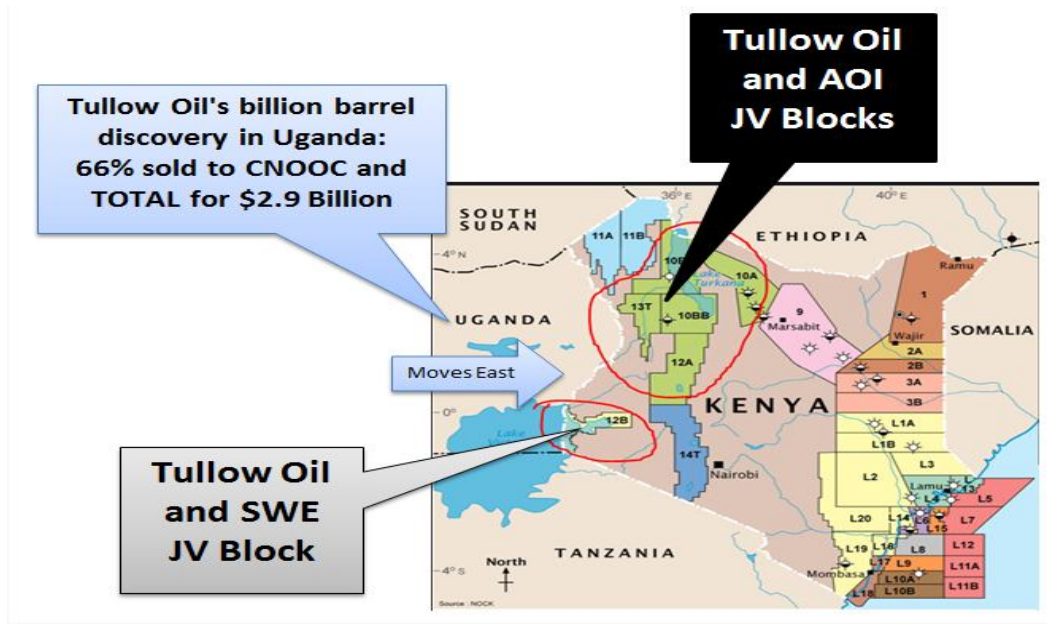 Tullow Oil
and AOI
JV Blocks
Tullow Oil's billion barrel
discovery in Uganda:
66% sold to CNOOC and
TOTAL for $2.9 Billion
36° E
40° E
SOUTH
SUDAN
ETHIOPIA
11A
11B
4° N
Ramu
10A
Lake
Turkana
1
13T
10BB
9
Marsabit
UGANDA
SOMALIA
Wajir
2A
2B
Moves East
12A
3A
3B
KENYA
0°
12B
L1A
L1B
Lake
14T
Nairobi
L2
L3
Lamu
13
L4
L5
Tullow Oil
and SWE
JV Block
L20
L14
L6
L15
L7
TANZANIA
L19
L16
L8
L12
North
L17
L9
L11A
4° S
Mombasa
L10A
L10B
L11B
L18
Source : NOCK